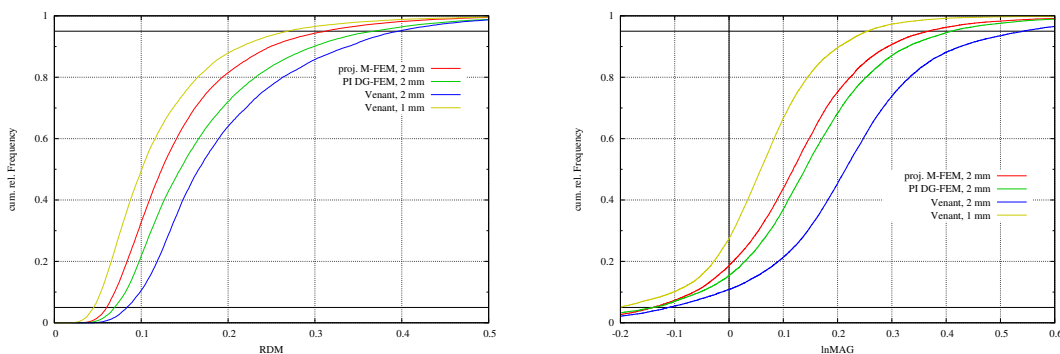 1
0.8
0.6
0.4
0.2
0
cum. rel. Frequency
proj. M-FEM, 2 mm
PI DG-FEM, 2 mm
Venant, 2 mm
Venant, 1 mm
0 0.1 0.2 0.3 0.4 0.5
RDM
1
0.8
0.6
0.4
0.2
0
cum. rel. Frequency
proj. M-FEM, 2 mm
PI DG-FEM, 2 mm
Venant, 2 mm
Venant, 1 mm
-0.2 -0.1 0 0.1 0.2 0.3 0.4 0.5 0.6
lnMAG